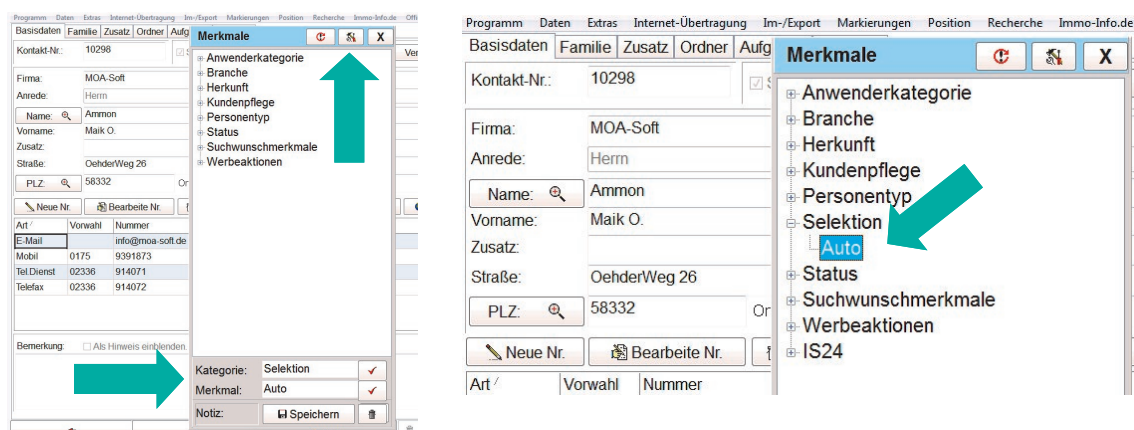 Programm Daten Extras Internet-Übertragung Im-/Export Markierungen Position Recherche Immo-Info.de
Basisdaten Familie Zusatz Ordner Aufg
Merkmale X
Kontakt-Nr.: 10298
Ver
Anwenderkategorie
Branche
Herkunft
Kundenpflege
Personentyp
Status
Suchwunschmerkmale
Werbeaktionen
Firma: MOA-Soft
Anrede: Herrn
Name: Ammon
Vorname: Maik O.
Zusatz:
Straße: OehderWeg 26
PLZ: 58332 Or
Neue Nr. Bearbeite Nr.
Art Vorwahl Nummer
E-Mail info@moa-soft.de
Mobil 0175 9391873
Tel.Dienst 02336 914071
Telefax 02336 914072
Bemerkung: Als Hinweis einblenden.
Kategorie: Selektion
Merkmal: Auto
Notiz: Speichern
Programm Daten Extras Internet-Übertragung Im-/Export Markierungen Position Recherche Immo-Info.de
Basisdaten Familie Zusatz Ordner Aufg
Merkmale X
Kontakt-Nr.: 10298
Firma: MOA-Soft
Anrede: Herrn
Name: Ammon
Vorname: Maik O.
Zusatz:
Straße: OehderWeg 26
PLZ: 58332 Or
Neue Nr. Bearbeite Nr.
Art Vorwahl Nummer
Anwenderkategorie
Branche
Herkunft
Kundenpflege
Personentyp
Selektion
Auto
Status
Suchwunschmerkmale
Werbeaktionen
IS24